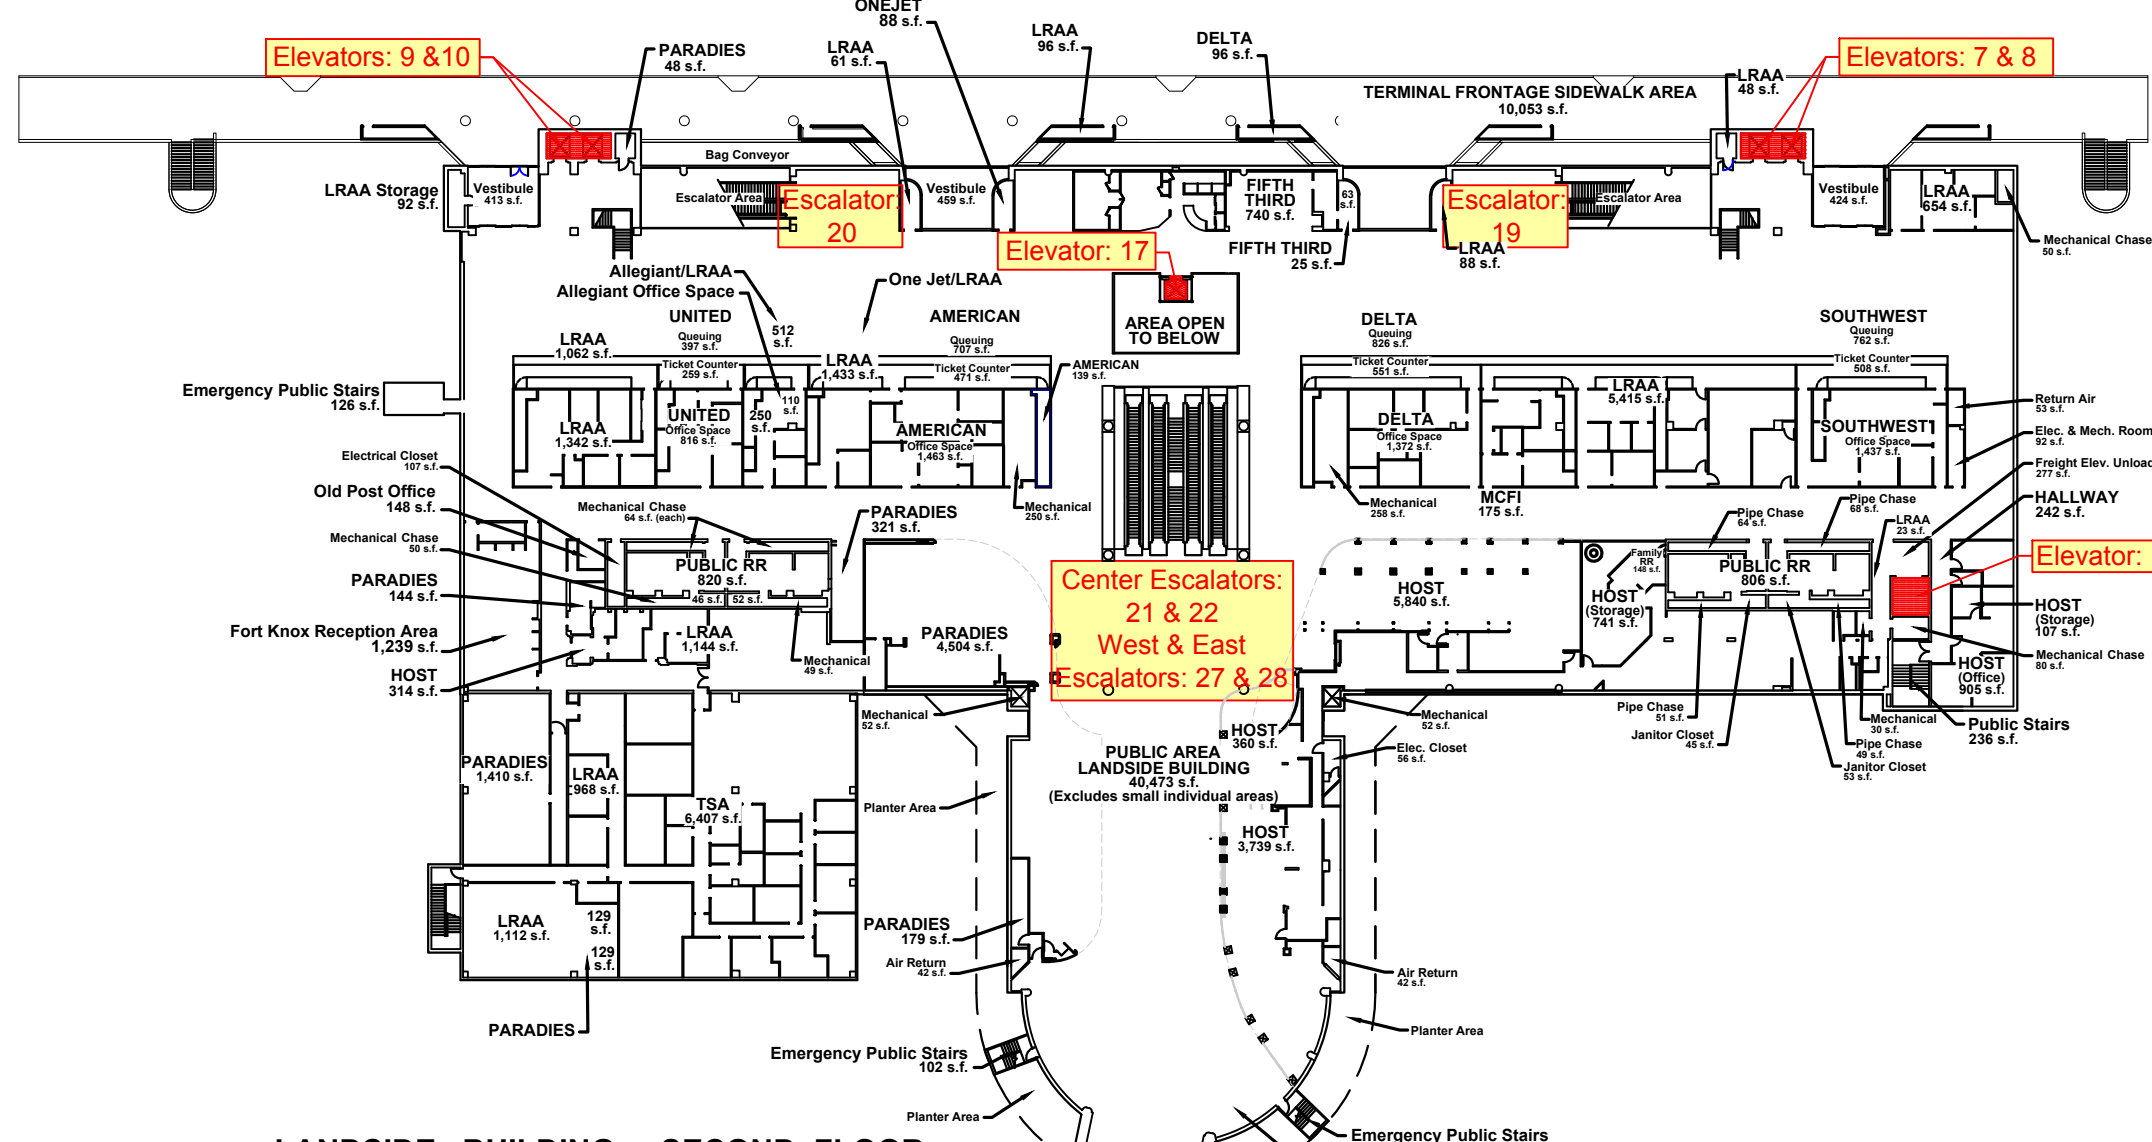 ONEJET
88 s.f.
LRAA
96 s.f.
DELTA
96 s.f.
Elevators: 9 &10
PARADIES
48 s.f.
LRAA
61 s.f.
Elevators: 7 & 8
LRAA
48 s.f.
TERMINAL FRONTAGE SIDEWALK AREA
10,053 s.f.
Bag Conveyor
LRAA Storage
92 s.f.
Vestibule
413 s.f.
Escalator Area
Escalator:
20
Vestibule
459 s.f.
FIFTH
THIRD
740 s.f.
63
s.f.
Escalator:
19
Escalator Area
Vestibule
424 s.f.
LRAA
654 s.f.
Mechanical Chase
50 s.f.
Elevator: 17
FIFTH THIRD
25 s.f.
LRAA
88 s.f.
Allegiant/LRAA
Allegiant Office Space
One Jet/LRAA
UNITED
Queuing
397 s.f.
512
s.f.
AMERICAN
Queuing
707 s.f.
AREA OPEN
TO BELOW
DELTA
Queuing
826 s.f.
SOUTHWEST
Queuing
762 s.f.
LRAA
1,062 s.f.
Ticket Counter
259 s.f.
LRAA
1,433 s.f.
Ticket Counter
471 s.f.
AMERICAN
139 s.f.
Ticket Counter
551 s.f.
Ticket Counter
508 s.f.
Emergency Public Stairs
126 s.f.
LRAA
1,342 s.f.
UNITED
Office Space
816 s.f.
250
s.f.
110
s.f.
AMERICAN
Office Space
1,463 s.f.
DELTA
Office Space
1,372 s.f.
LRAA
5,415 s.f.
SOUTHWEST
Office Space
1,437 s.f.
Return Air
53 s.f.
Elec. & Mech. Room
92 s.f.
Freight Elev. Unload
277 s.f.
HALLWAY
242 s.f.
Electrical Closet
107 s.f.
Old Post Office
148 s.f.
Mechanical Chase
64 s.f. (each)
PARADIES
321 s.f.
Mechanical
250 s.f.
Mechanical
258 s.f.
MCFI
175 s.f.
Pipe Chase
64 s.f.
Pipe Chase
68 s.f.
LRAA
23 s.f.
Mechanical Chase
50 s.f.
PUBLIC RR
820 s.f.
46 s.f.
52 s.f.
Family
RR
148 s.f.
PUBLIC RR
806 s.f.
Elevator:
PARADIES
144 s.f.
Center Escalators:
21 & 22
West & East
Escalators: 27 & 28
HOST
5,840 s.f.
HOST
(Storage)
741 s.f.
HOST
(Storage)
107 s.f.
Fort Knox Reception Area
1,239 s.f.
LRAA
1,144 s.f.
PARADIES
4,504 s.f.
Mechanical
49 s.f.
Mechanical Chase
80 s.f.
HOST
314 s.f.
HOST
(Office)
905 s.f.
Mechanical
52 s.f.
Mechanical
52 s.f.
Pipe Chase
51 s.f.
Janitor Closet
45 s.f.
Mechanical
30 s.f.
Pipe Chase
49 s.f.
Janitor Closet
53 s.f.
Public Stairs
236 s.f.
HOST
360 s.f.
Elec. Closet
56 s.f.
PUBLIC AREA
LANDSIDE BUILDING
40,473 s.f.
(Excludes small individual areas)
PARADIES
1,410 s.f.
LRAA
968 s.f.
TSA
6,407 s.f.
Planter Area
HOST
3,739 s.f.
LRAA
1,112 s.f.
129
s.f.
129
s.f.
PARADIES
179 s.f.
Air Return
42 s.f.
Air Return
42 s.f.
PARADIES
Planter Area
Emergency Public Stairs
102 s.f.
Planter Area
Emergency Public Stairs
LANDSIDE BUILDING - SECOND FLOOR